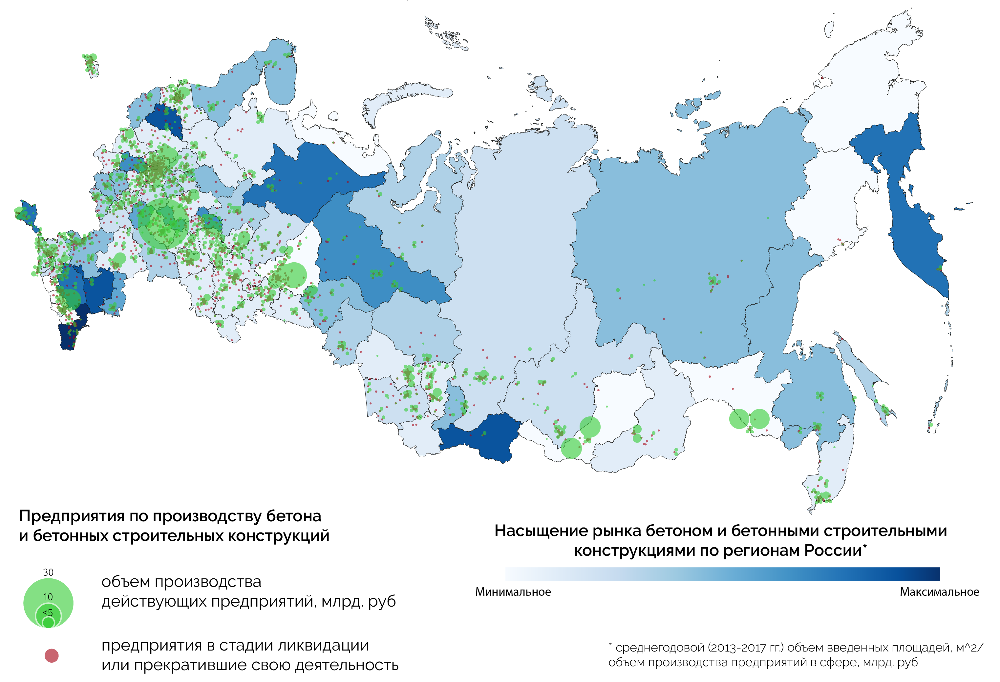 Предприятия по производству бетона
и бетонных строительных конструкций
30
10
<5
объем производства
действующих предприятий, млрд. руб
предприятия в стадии ликвидации
или прекратившие свою деятельность
Насыщение рынка бетоном и бетонными строительными
конструкциями по регионам России*
Минимальное
Максимальное
* среднегодовой (2013-2017 гг.) объем введенных площадей, м^2/
объем производства предприятий в сфере, млрд. руб